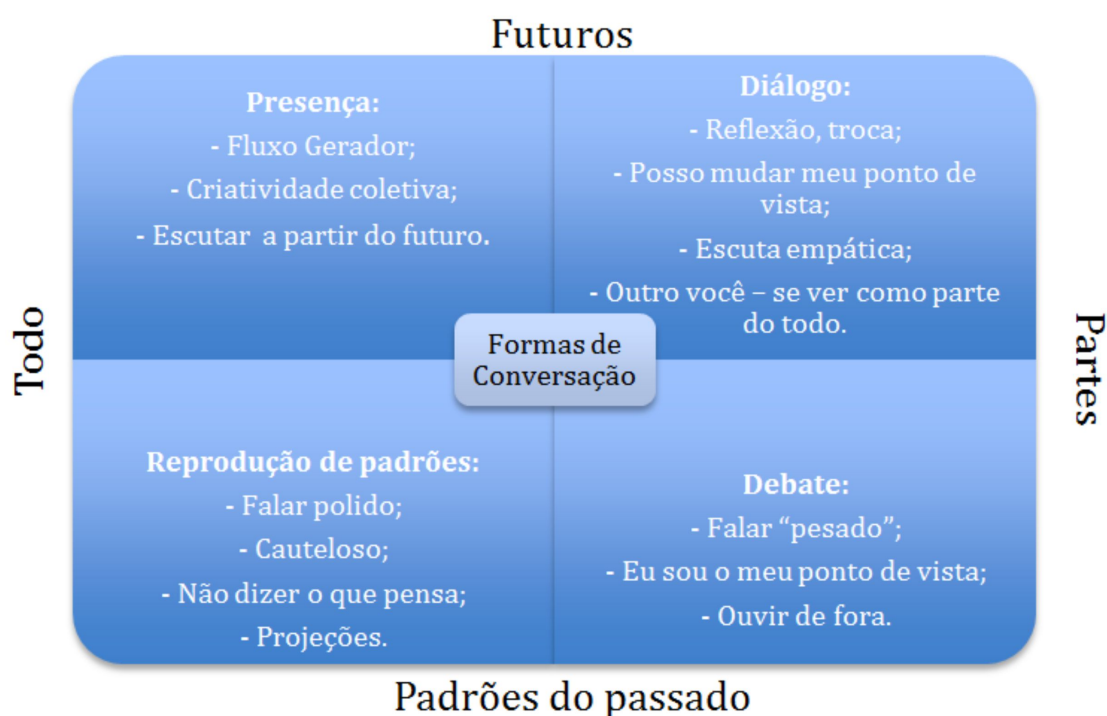 Futuros
Presença:
- Fluxo Gerador;
- Criatividade coletiva;
- Escutar a partir do futuro.
Diálogo:
- Reflexão, troca;
- Posso mudar meu ponto de
vista;
- Escuta empática;
- Outro você – se ver como parte
do todo.
Todo
Formas de
Conversação
Partes
Reprodução de padrões:
- Falar polido;
- Cauteloso;
- Não dizer o que pensa;
- Projeções.
Debate:
- Falar “pesado”;
- Eu sou o meu ponto de vista;
- Ouvir de fora.
Padrões do passado